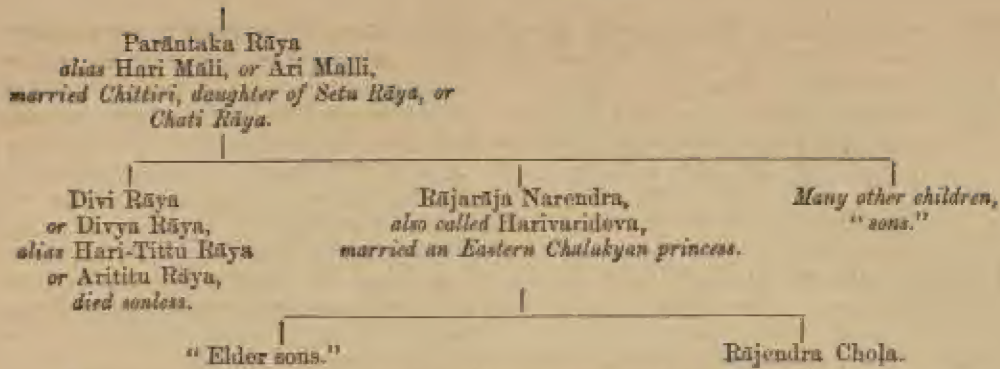 Parāntaka Rāya
alias Hari Māli, or Ari Malli,
married Chittiri, daughter of Setu Rāya, or
Chati Rāya.
Divi Rāya
or Divya Rāya,
alias Hari-Tittu Rāya
or Arititu Rāya,
died sonless.
Rājarāja Narendra,
also called Harivarideva,
married an Eastern Chalukyan princess.
Many other children,
"sons."
"Elder sons."
Rājendra Choḷa.